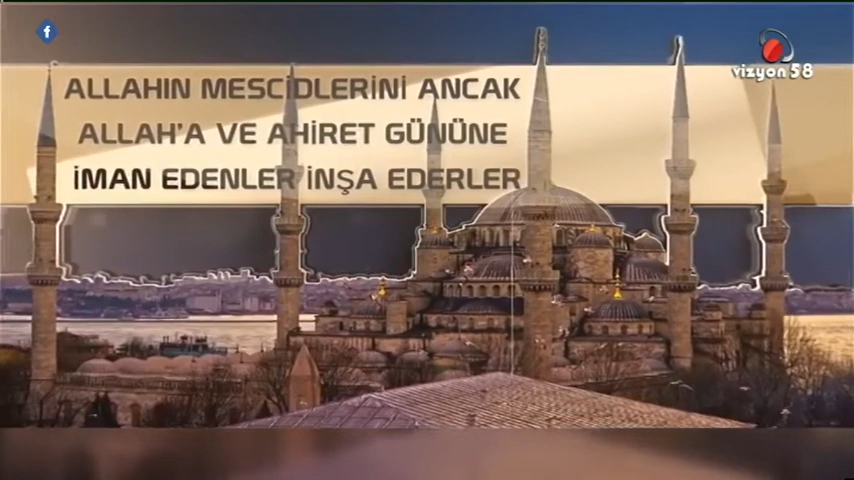 vizyon 58
ALLAHIN MESCİDLERİNİ ANCAK
ALLAH'A VE AHİRET GÜNÜNE
İMAN EDENLER İNŞA EDERLER